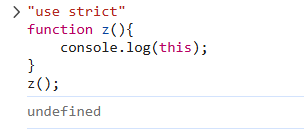 "use strict"
function z(){
    console.log(this);
}
z();
undefined